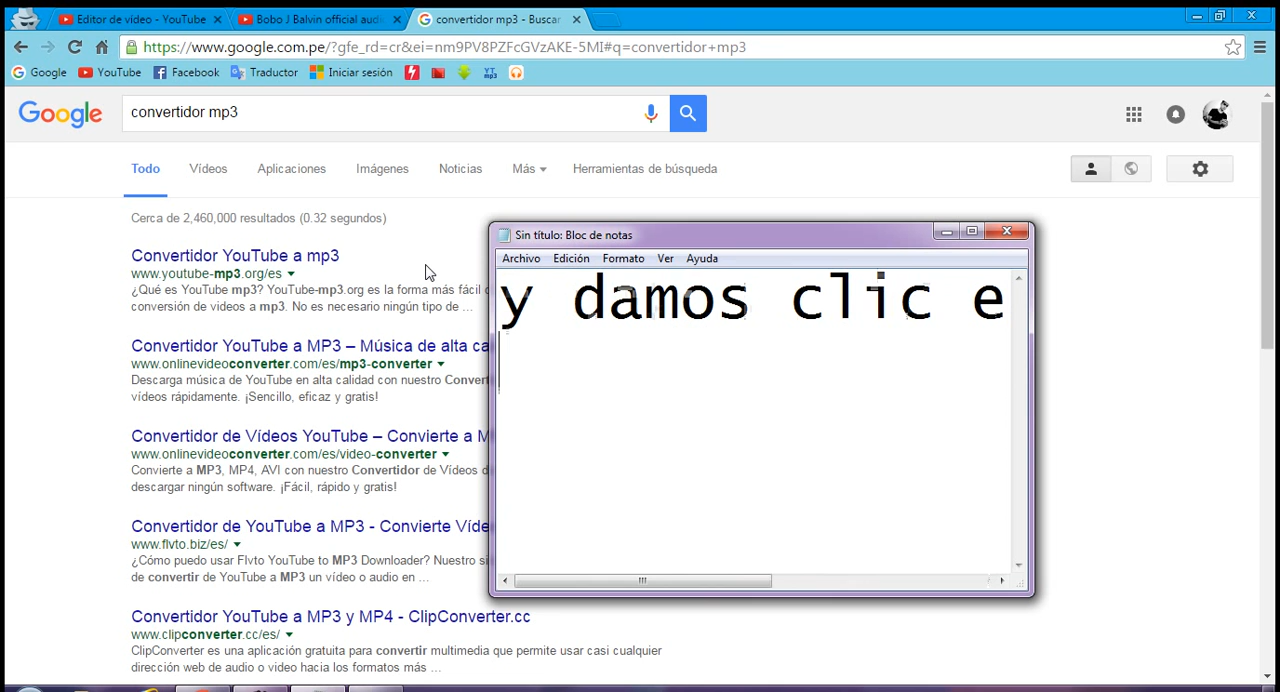 Editor de vídeo - YouTube
Bobo J Balvin official audi
convertidor mp3 - Buscar
https://www.google.com.pe/?gfe_rd=cr&ei=nm9PV8PZFcGVzAKE-5MI#q=convertidor+mp3
Google YouTube Facebook Traductor Iniciar sesión
Google
convertidor mp3
Todo Vídeos Aplicaciones Imágenes Noticias Más Herramientas de búsqueda
Cerca de 2,460,000 resultados (0.32 segundos)
Convertidor YouTube a mp3
www.youtube-mp3.org/es
¿Qué es YouTube mp3? YouTube-mp3.org es la forma más fácil
conversión de videos a mp3. No es necesario ningún tipo de ...
Convertidor YouTube a MP3 – Música de alta ca
www.onlinevideoconverter.com/es/mp3-converter
Descarga música de YouTube en alta calidad con nuestro Convert
vídeos rápidamente. ¡Sencillo, eficaz y gratis!
Convertidor de Vídeos YouTube – Convierte a M
www.onlinevideoconverter.com/es/video-converter
Convierte a MP3, MP4, AVI con nuestro Convertidor de Vídeos d
descargar ningún software. ¡Fácil, rápido y gratis!
Convertidor de YouTube a MP3 - Convierte Víde
www.flvto.biz/es/
¿Cómo puedo usar Flvto YouTube to MP3 Downloader? Nuestro si
de convertir de YouTube a MP3 un vídeo o audio en ...
Convertidor YouTube a MP3 y MP4 - ClipConverter.cc
www.clipconverter.cc/es/
ClipConverter es una aplicación gratuita para convertir multimedia que permite usar casi cualquier
dirección web de audio o video hacia los formatos más ...
Sin título: Bloc de notas
Archivo Edición Formato Ver Ayuda
y damos clic e